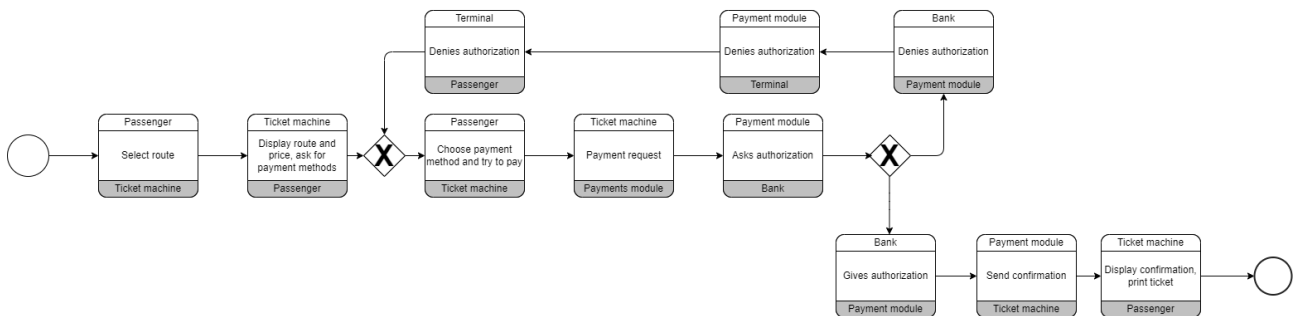 Terminal
Denies authorization
Passenger
Payment module
Denies authorization
Terminal
Bank
Denies authorization
Payment module
Passenger
Select route
Ticket machine
Ticket machine
Display route and
price, ask for
payment methods
Passenger
X
Passenger
Choose payment
method and try to pay
Ticket machine
Ticket machine
Payment request
Payments module
Payment module
Asks authorization
Bank
X
Bank
Gives authorization
Payment module
Payment module
Send confirmation
Ticket machine
Ticket machine
Display confirmation,
print ticket
Passenger